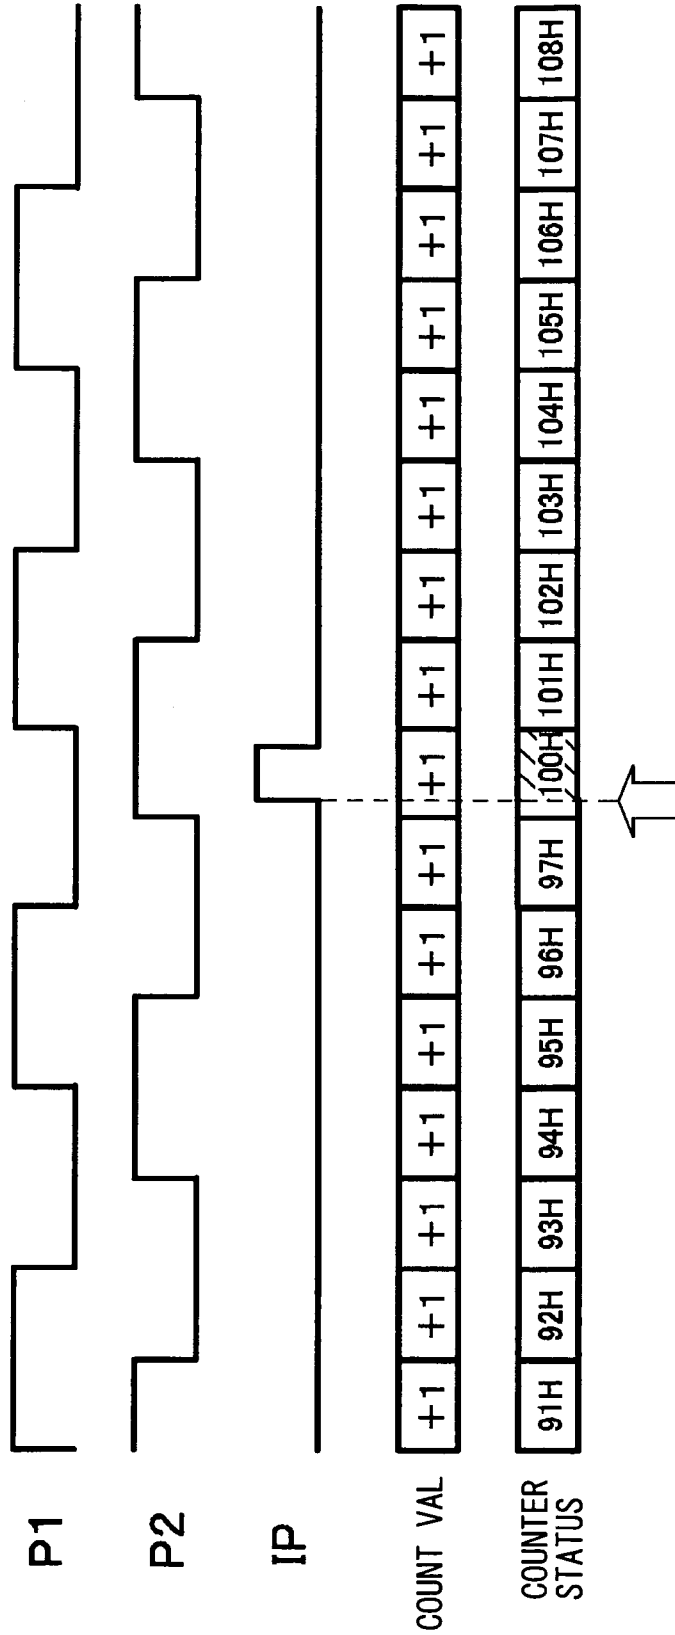 P1
P2
IP
COUNT VAL +1 +1 +1 +1 +1 +1 +1 +1 +1 +1 +1 +1 +1 +1 +1 +1
COUNTER
STATUS
91H 92H 93H 94H 95H 96H 97H 100H 101H 102H 103H 104H 105H 106H 107H 108H